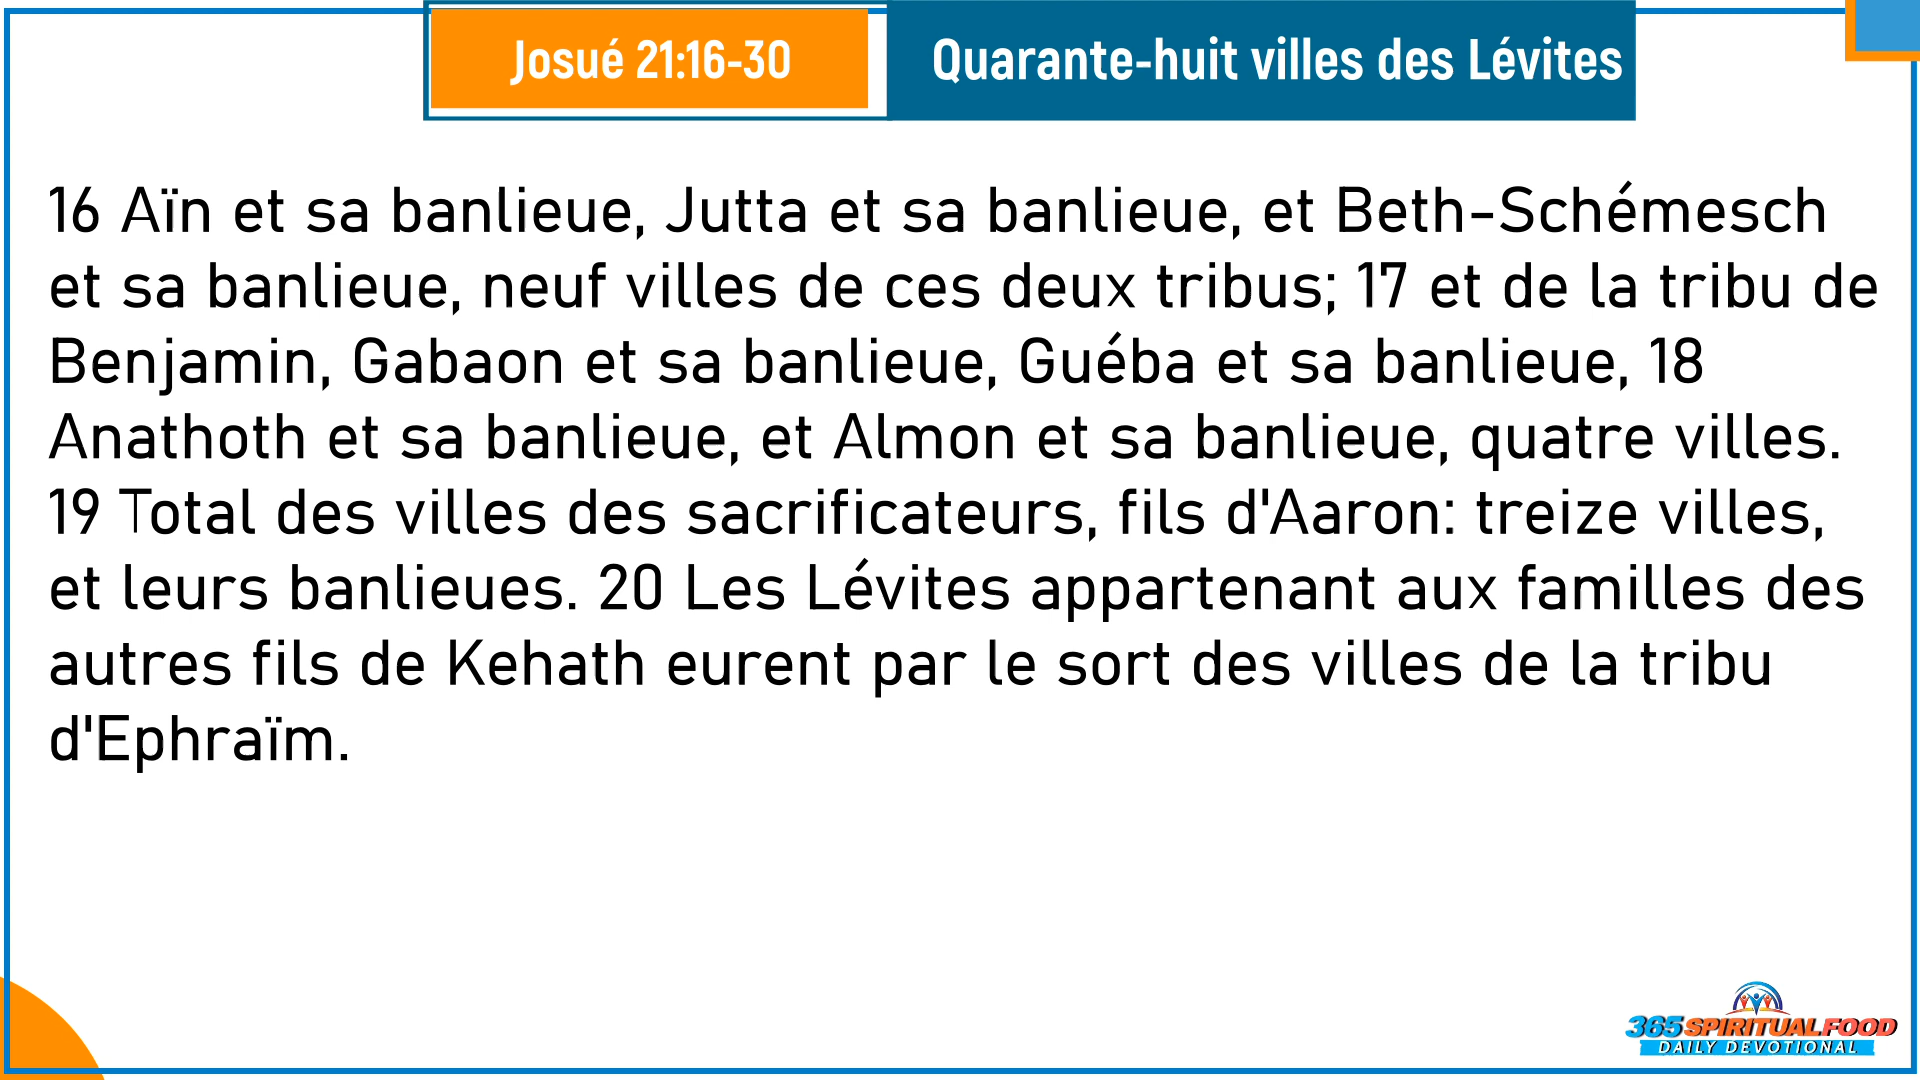 Josué 21:16-30
Quarante-huit villes des Lévites
16 Aïn et sa banlieue, Jutta et sa banlieue, et Beth-Schémesch
et sa banlieue, neuf villes de ces deux tribus; 17 et de la tribu de
Benjamin, Gabaon et sa banlieue, Guéba et sa banlieue, 18
Anathoth et sa banlieue, et Almon et sa banlieue, quatre villes.
19 Total des villes des sacrificateurs, fils d'Aaron: treize villes,
et leurs banlieues. 20 Les Lévites appartenant aux familles des
autres fils de Kehath eurent par le sort des villes de la tribu
d'Ephraïm.
365 SPIRITUAL FOOD
DAILY DEVOTIONAL